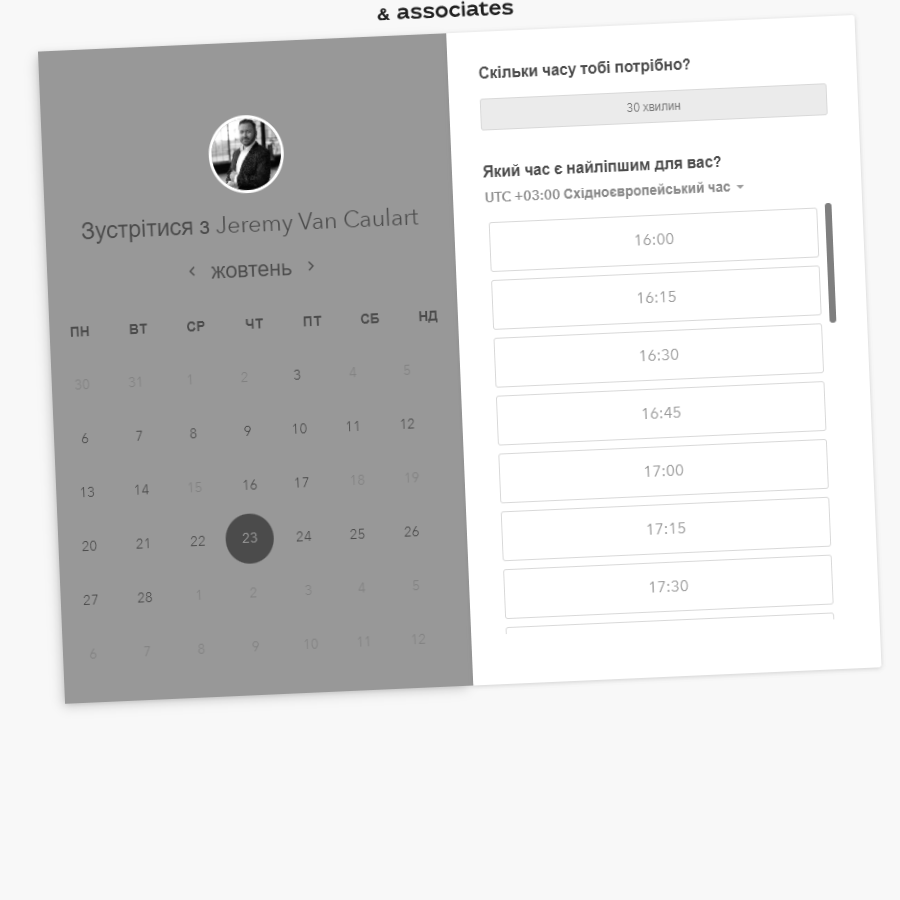 & associates
Зустрітися з Jeremy Van Caulart
жовтень
ПН ВТ СР ЧТ ПТ СБ НД
30 31 1 2 3 4 5
6 7 8 9 10 11 12
13 14 15 16 17 18 19
20 21 22 23 24 25 26
27 28 1 2 3 4 5
6 7 8 9 10 11 12
Скільки часу тобі потрібно?
30 хвилин
Який час є найліпшим для вас?
UTC +03:00 Східноєвропейський час
16:00
16:15
16:30
16:45
17:00
17:15
17:30